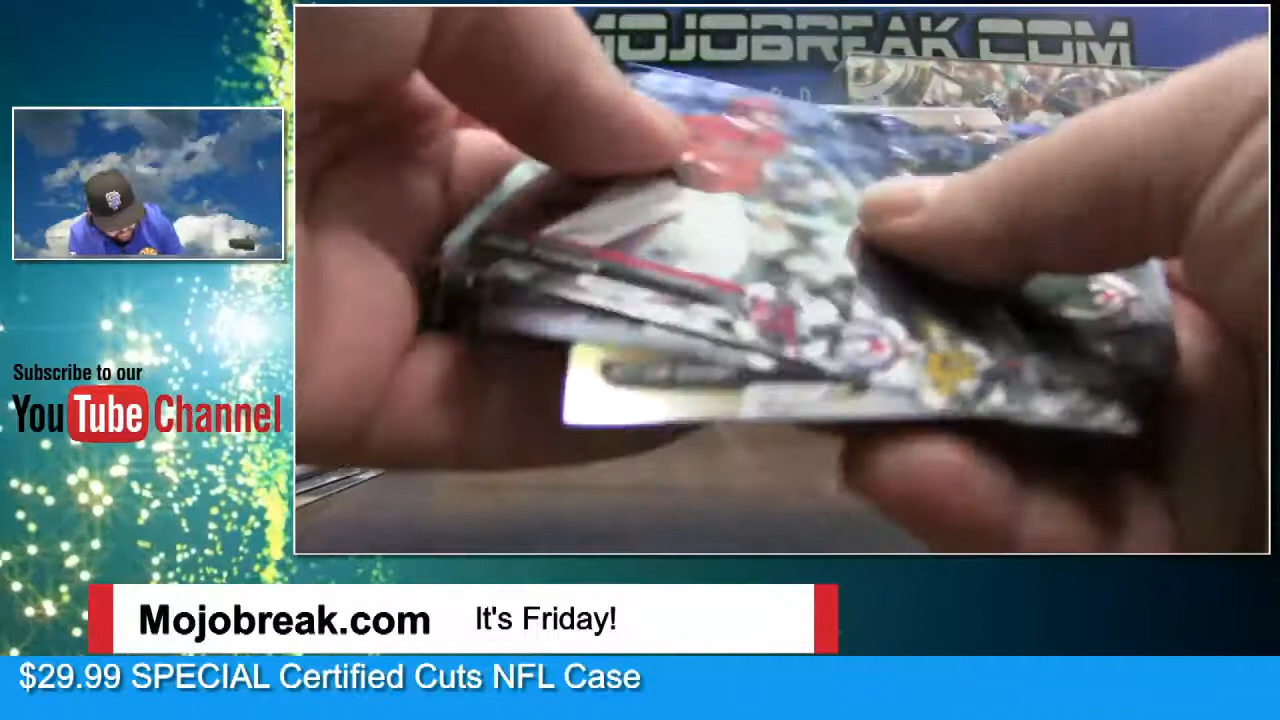 MOJOBREAK.COM
Subscribe to our
YouTube Channel
Mojobreak.com It's Friday!
$29.99 SPECIAL Certified Cuts NFL Case